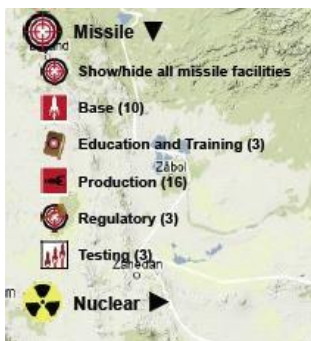 Missile ▼
Show/hide all missile facilities
Base (10)
Education and Training (3)
Zābol
Production (16)
Regulatory (3)
Testing (3)
Zahedan
Nuclear ▶